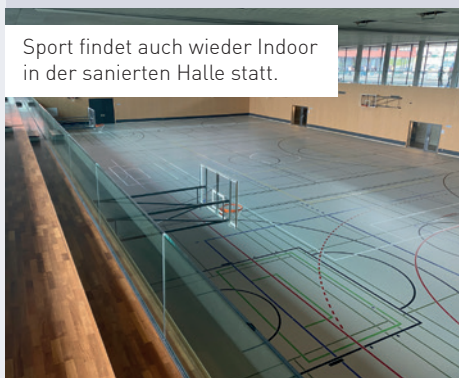 Sport findet auch wieder Indoor
in der sanierten Halle statt.